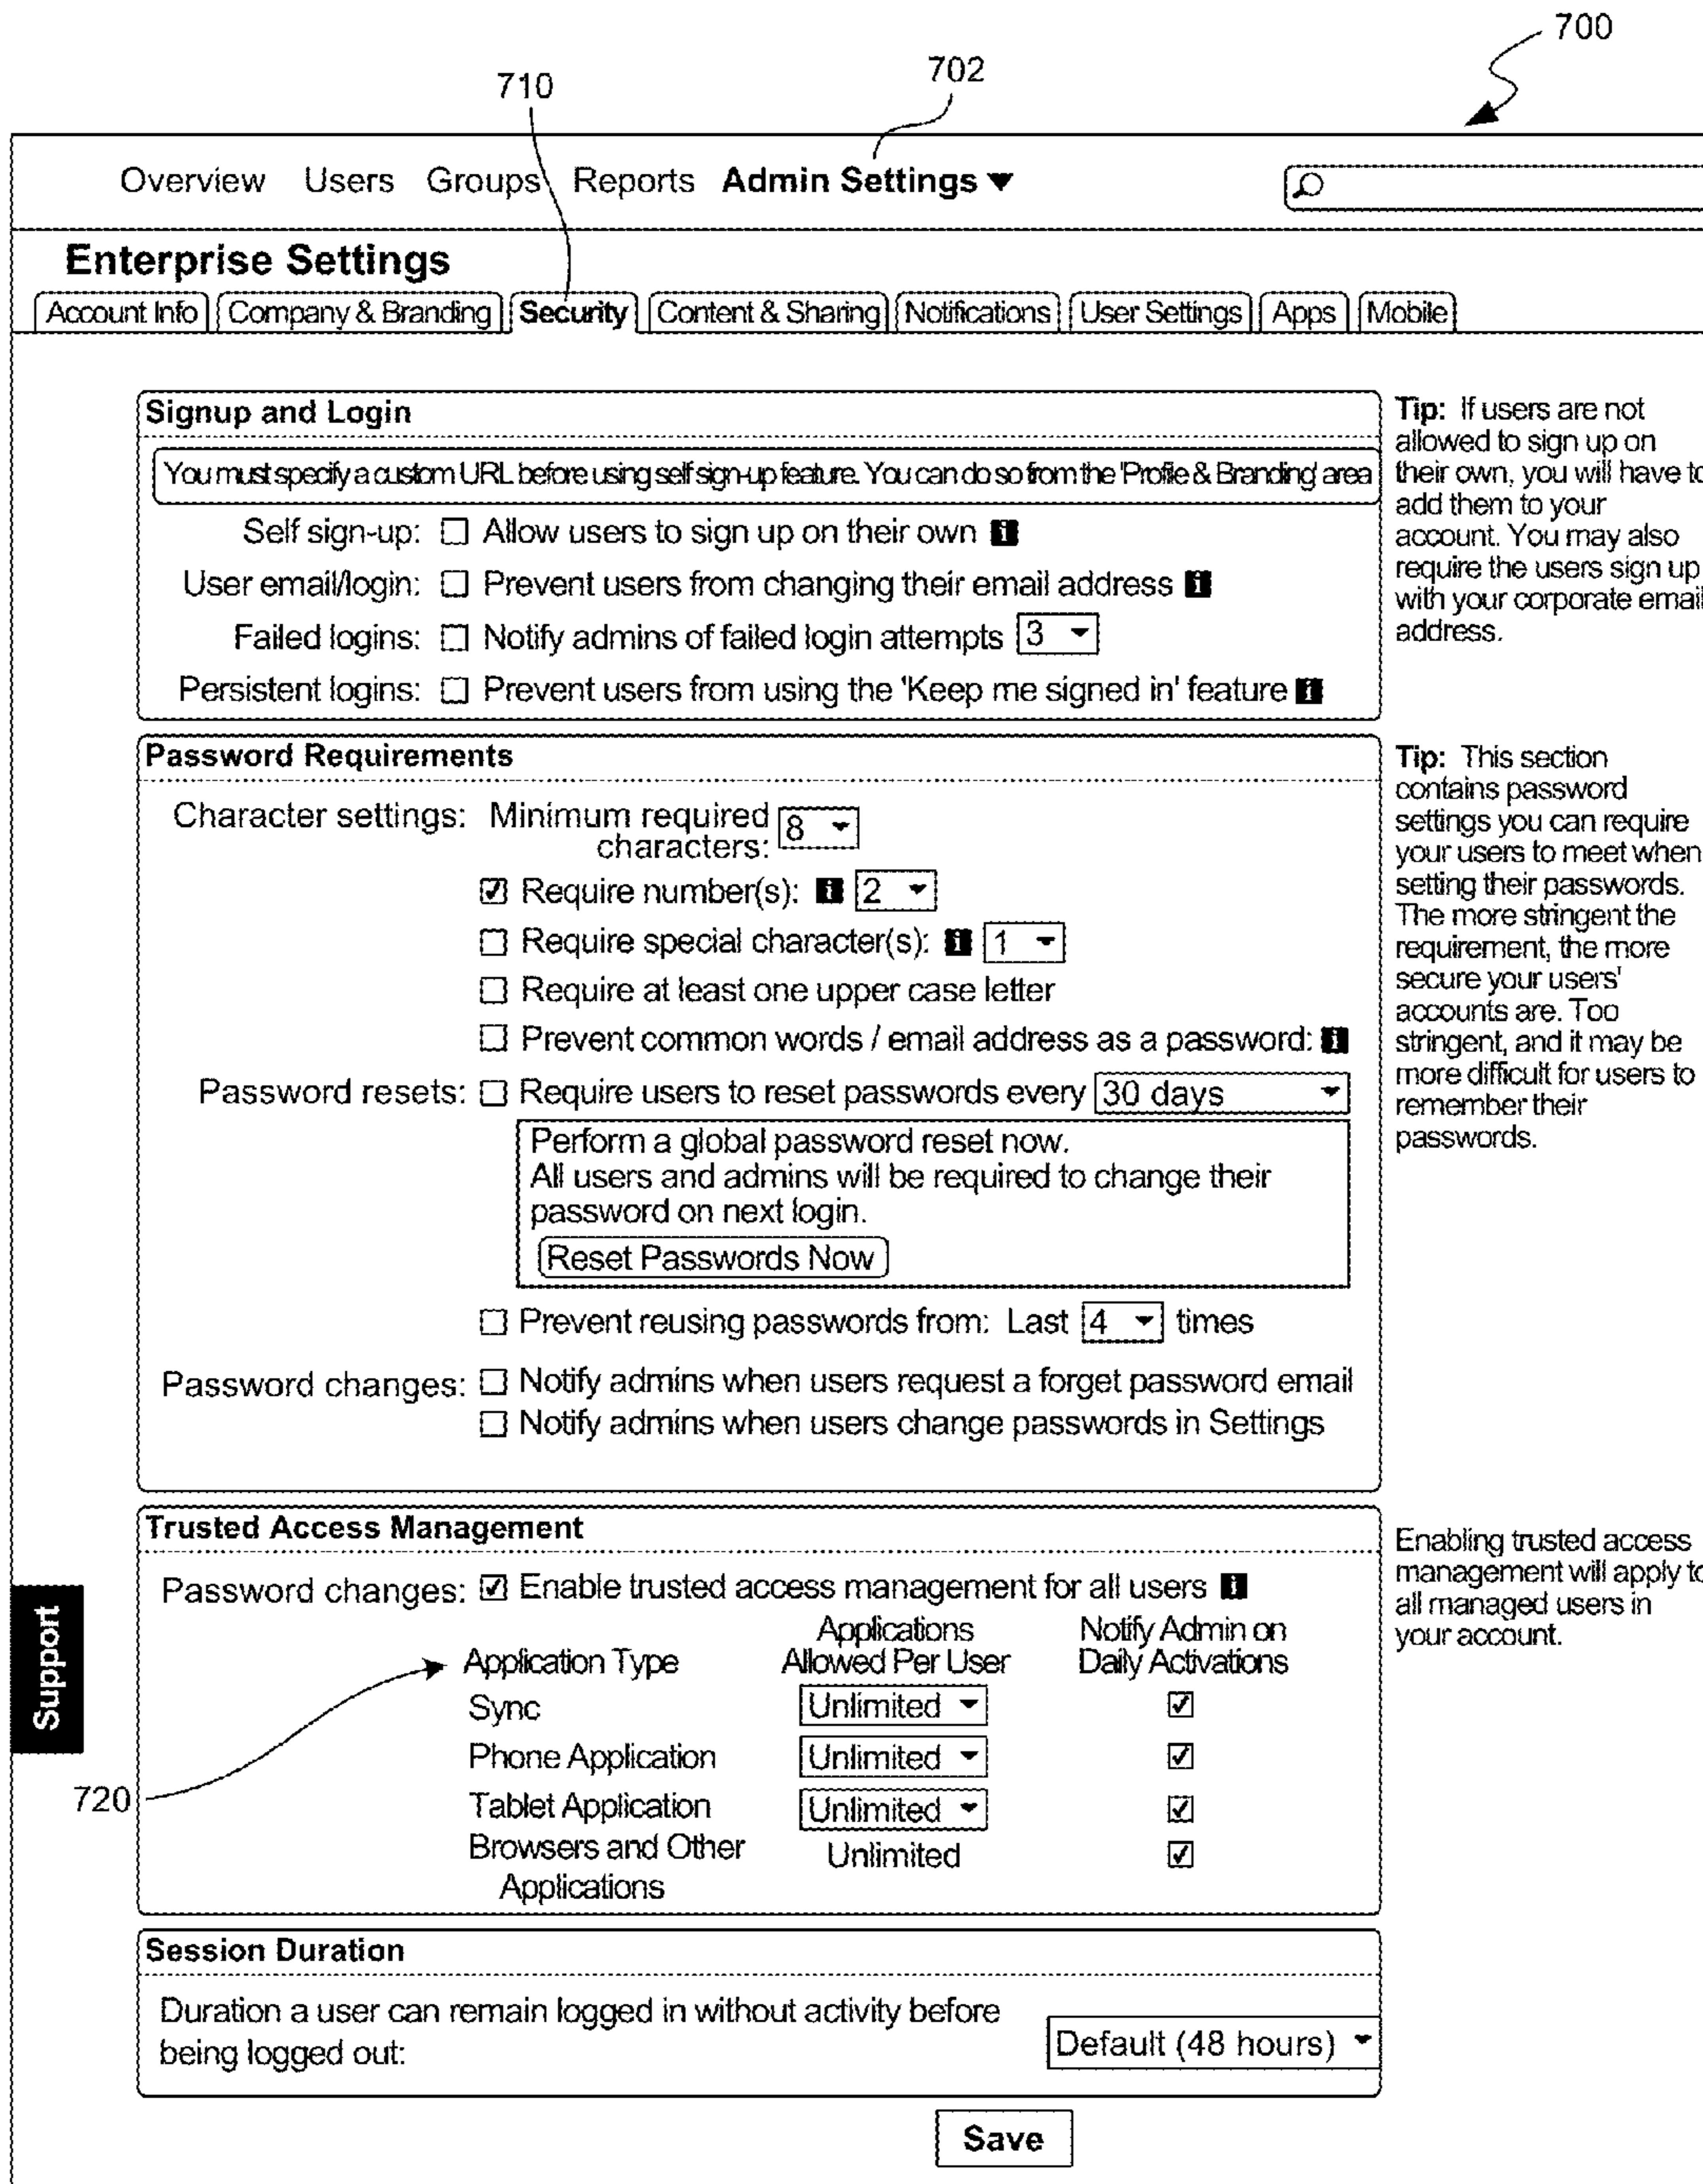 700
702
710
Overview Users Groups Reports Admin Settings
Enterprise Settings
Account Info Company & Branding Security Content & Sharing Notifications User Settings Apps Mobile
Signup and Login
You must specify a custom URL before using self sign-up feature. You can do so from the 'Profile & Branding' area
Self sign-up: Allow users to sign up on their own i
User email/login: Prevent users from changing their email address i
Failed logins: Notify admins of failed login attempts 3
Persistent logins: Prevent users from using the 'Keep me signed in' feature i
Tip: If users are not
allowed to sign up on
their own, you will have to
add them to your
account. You may also
require the users sign up
with your corporate email
address.
Password Requirements
Character settings: Minimum required
characters: 8
Require number(s): i 2
Require special character(s): i 1
Require at least one upper case letter
Prevent common words / email address as a password: i
Password resets: Require users to reset passwords every 30 days
Perform a global password reset now.
All users and admins will be required to change their
password on next login.
Reset Passwords Now
Prevent reusing passwords from: Last 4 times
Password changes: Notify admins when users request a forget password email
Notify admins when users change passwords in Settings
Tip: This section
contains password
settings you can require
your users to meet when
setting their passwords.
The more stringent the
requirement, the more
secure your users'
accounts are. Too
stringent, and it may be
more difficult for users to
remember their
passwords.
Trusted Access Management
Password changes: Enable trusted access management for all users i
Applications Notify Admin on
Application Type Allowed Per User Daily Activations
Sync Unlimited
Phone Application Unlimited
Tablet Application Unlimited
Browsers and Other Unlimited
Applications
Enabling trusted access
management will apply to
all managed users in
your account.
Support
720
Session Duration
Duration a user can remain logged in without activity before
being logged out: Default (48 hours)
Save